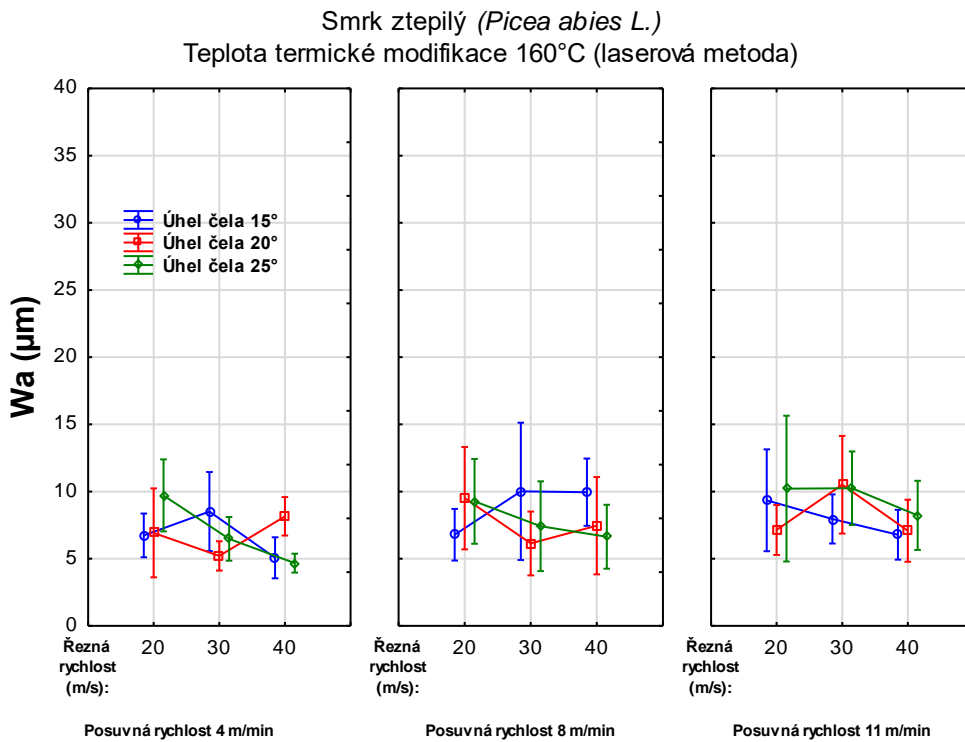 Smrk ztepilý (Picea abies L.)
Teplota termické modifikace 160°C (laserová metoda)
Wa (µm)
40
35
30
25
20
15
10
5
0
Úhel čela 15°
Úhel čela 20°
Úhel čela 25°
Řezná rychlost (m/s):
20 30 40
Posuvná rychlost 4 m/min
Řezná rychlost (m/s):
20 30 40
Posuvná rychlost 8 m/min
Řezná rychlost (m/s):
20 30 40
Posuvná rychlost 11 m/min